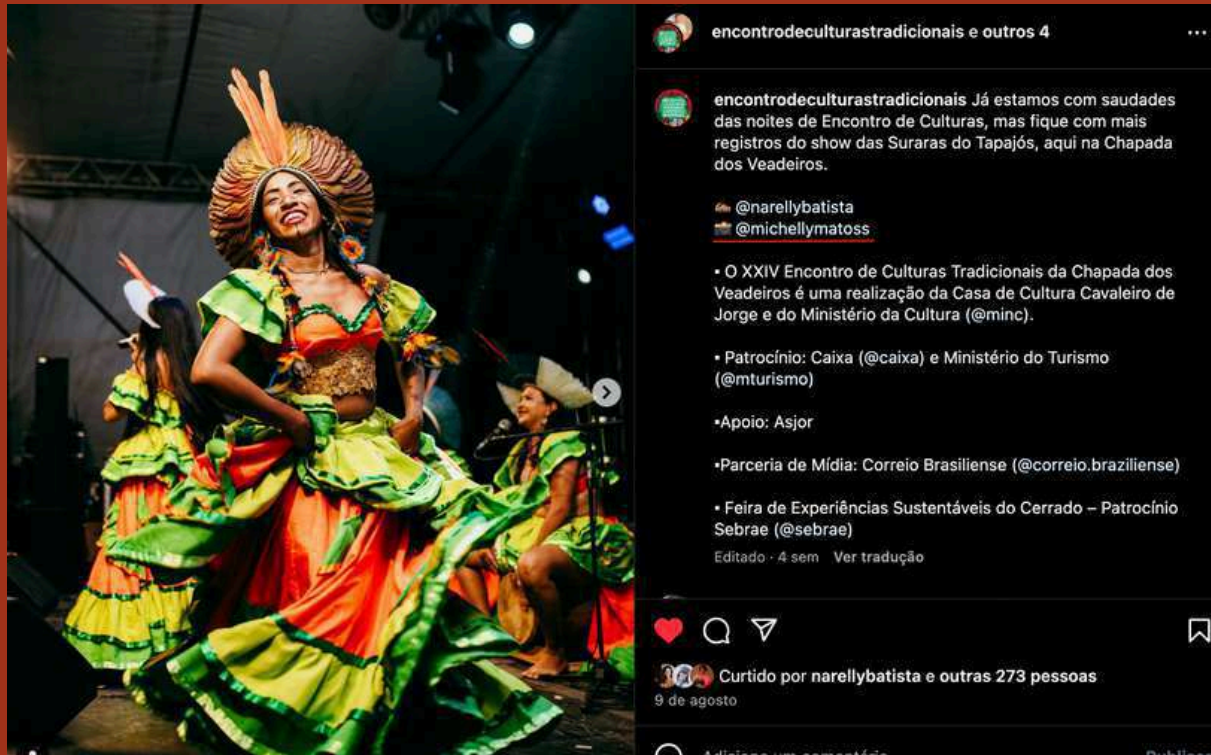 encontrodeculturastradicionais e outros 4
encontrodeculturastradicionais Já estamos com saudades
das noites de Encontro de Culturas, mas fique com mais
registros do show das Suraras do Tapajós, aqui na Chapada
dos Veadeiros.
✍🏾 @narellybatista
📸 @michellymatoss
▪ O XXIV Encontro de Culturas Tradicionais da Chapada dos
Veadeiros é uma realização da Casa de Cultura Cavaleiro de
Jorge e do Ministério da Cultura (@minc).
▪ Patrocínio: Caixa (@caixa) e Ministério do Turismo
(@mturismo)
▪Apoio: Asjor
▪Parceria de Mídia: Correio Brasiliense (@correio.braziliense)
▪ Feira de Experiências Sustentáveis do Cerrado – Patrocínio
Sebrae (@sebrae)
Editado · 4 sem Ver tradução
Curtido por narellybatista e outras 273 pessoas
9 de agosto